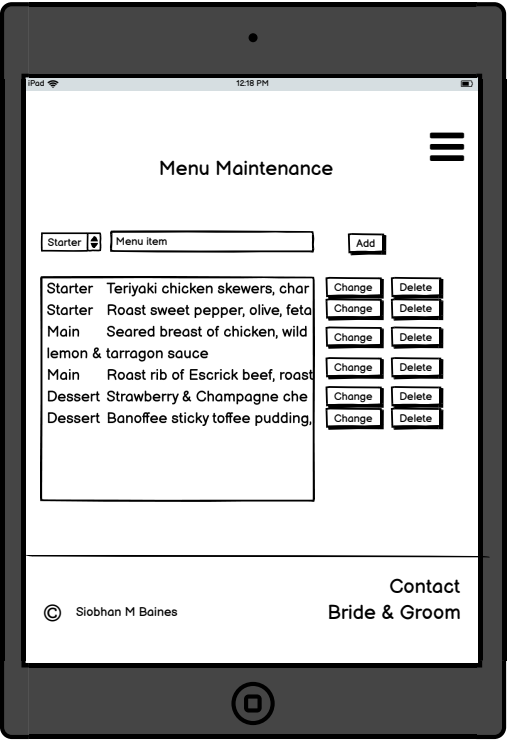 iPad 12:18 PM
Menu Maintenance
Starter Menu item Add
Starter Teriyaki chicken skewers, char Change Delete
Starter Roast sweet pepper, olive, feta Change Delete
Main Seared breast of chicken, wild Change Delete
lemon & tarragon sauce
Main Roast rib of Escrick beef, roast Change Delete
Dessert Strawberry & Champagne che Change Delete
Dessert Banoffee sticky toffee pudding, Change Delete
Contact
© Siobhan M Baines Bride & Groom